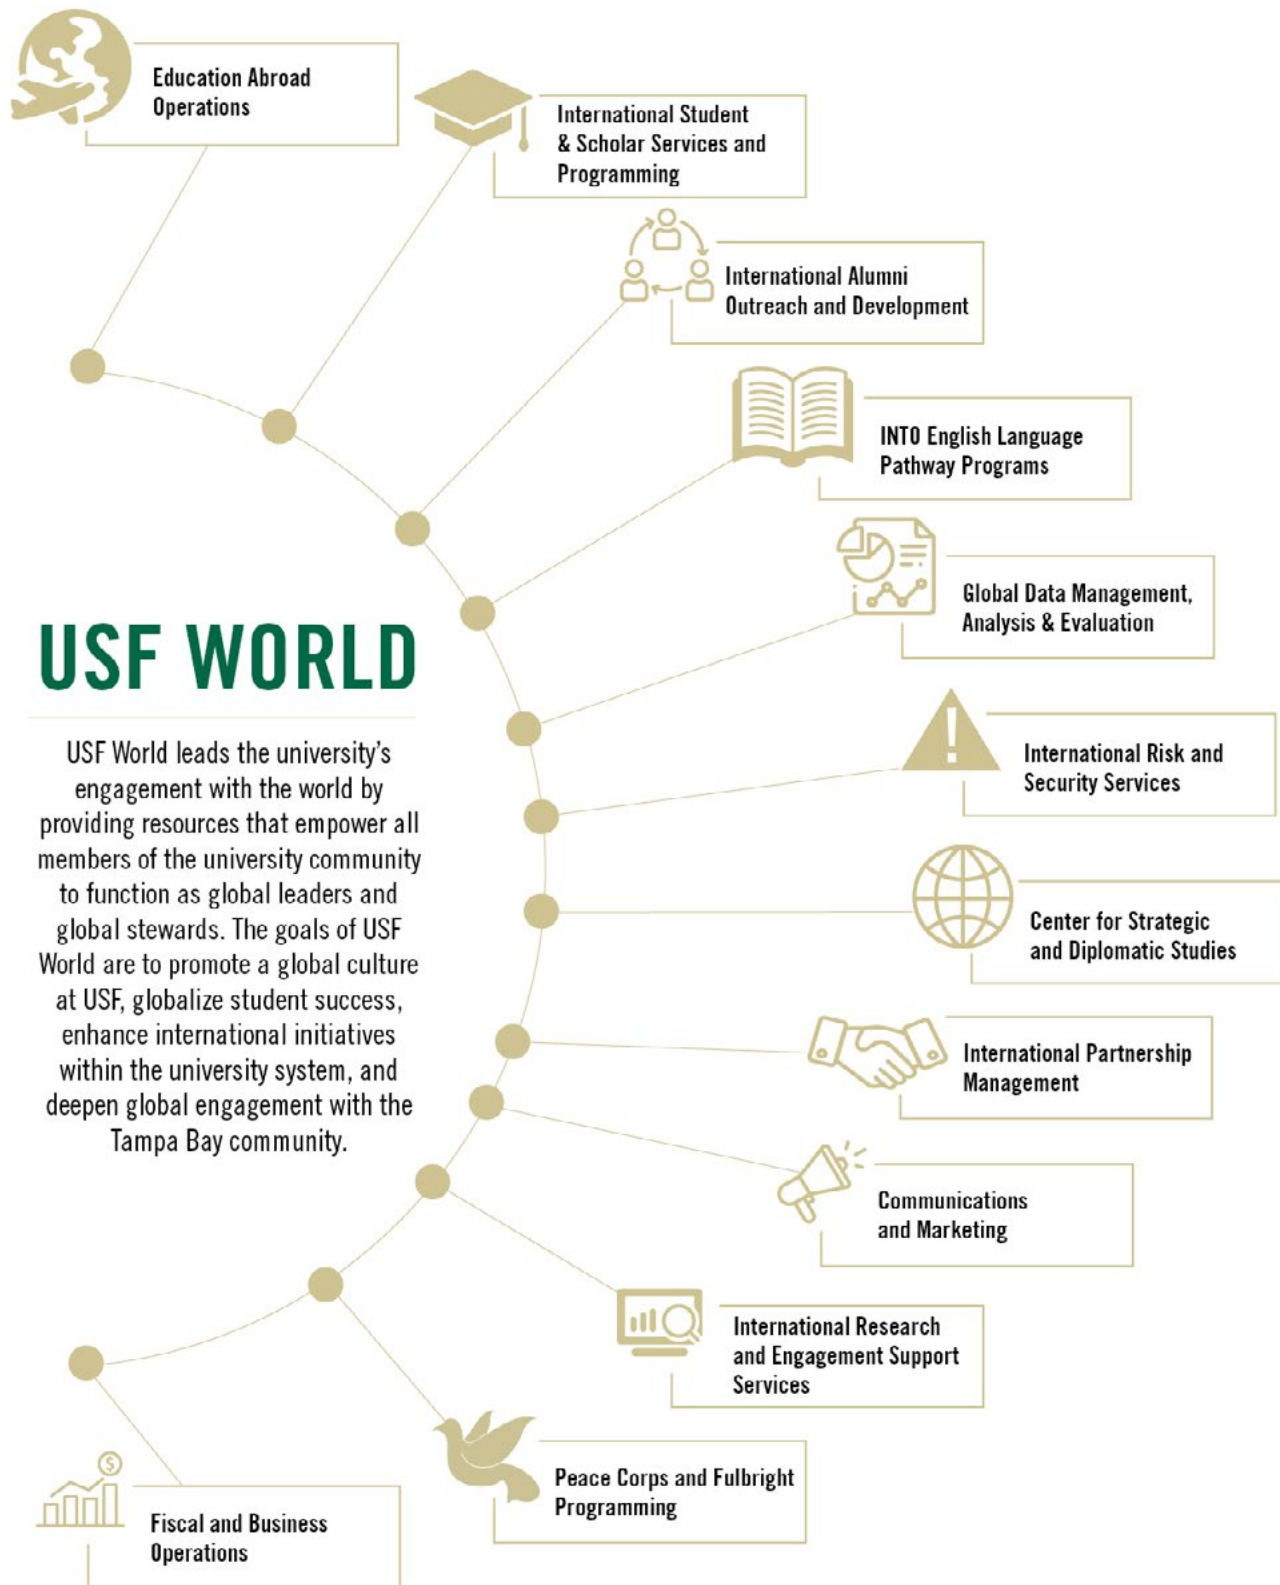 Education Abroad
Operations
International Student
& Scholar Services and
Programming
International Alumni
Outreach and Development
INTO English Language
Pathway Programs
Global Data Management,
Analysis & Evaluation
International Risk and
Security Services
Center for Strategic
and Diplomatic Studies
International Partnership
Management
Communications
and Marketing
International Research
and Engagement Support
Services
Peace Corps and Fulbright
Programming
Fiscal and Business
Operations
USF WORLD
USF World leads the university’s
engagement with the world by
providing resources that empower all
members of the university community
to function as global leaders and
global stewards. The goals of USF
World are to promote a global culture
at USF, globalize student success,
enhance international initiatives
within the university system, and
deepen global engagement with the
Tampa Bay community.
!
$